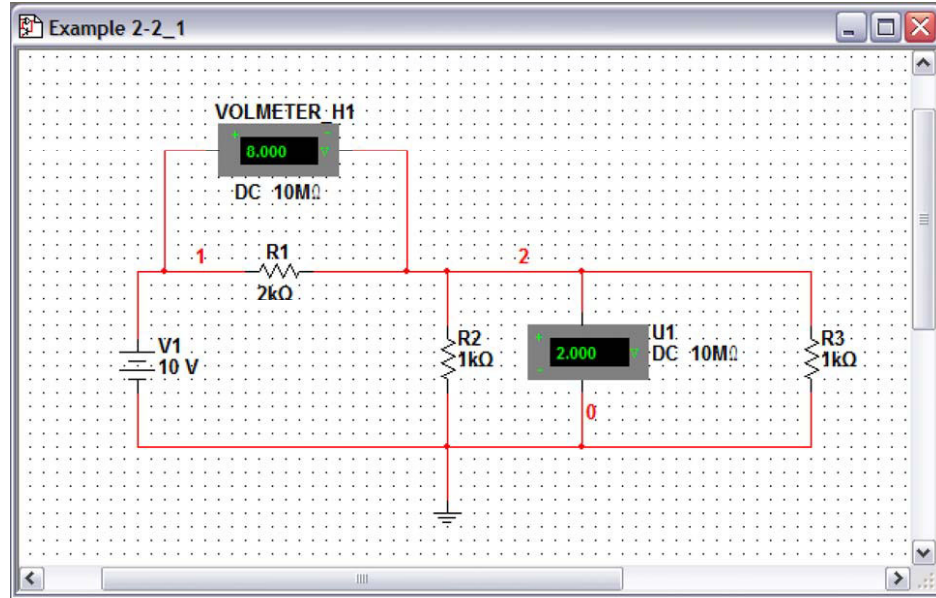 Example 2-2_1
VOLMETER_H1
+ -
8.000 V
DC 10MΩ
1
R1
2kΩ
2
V1
10 V
R2
1kΩ
+
-
2.000 V
U1
DC 10MΩ
R3
1kΩ
0